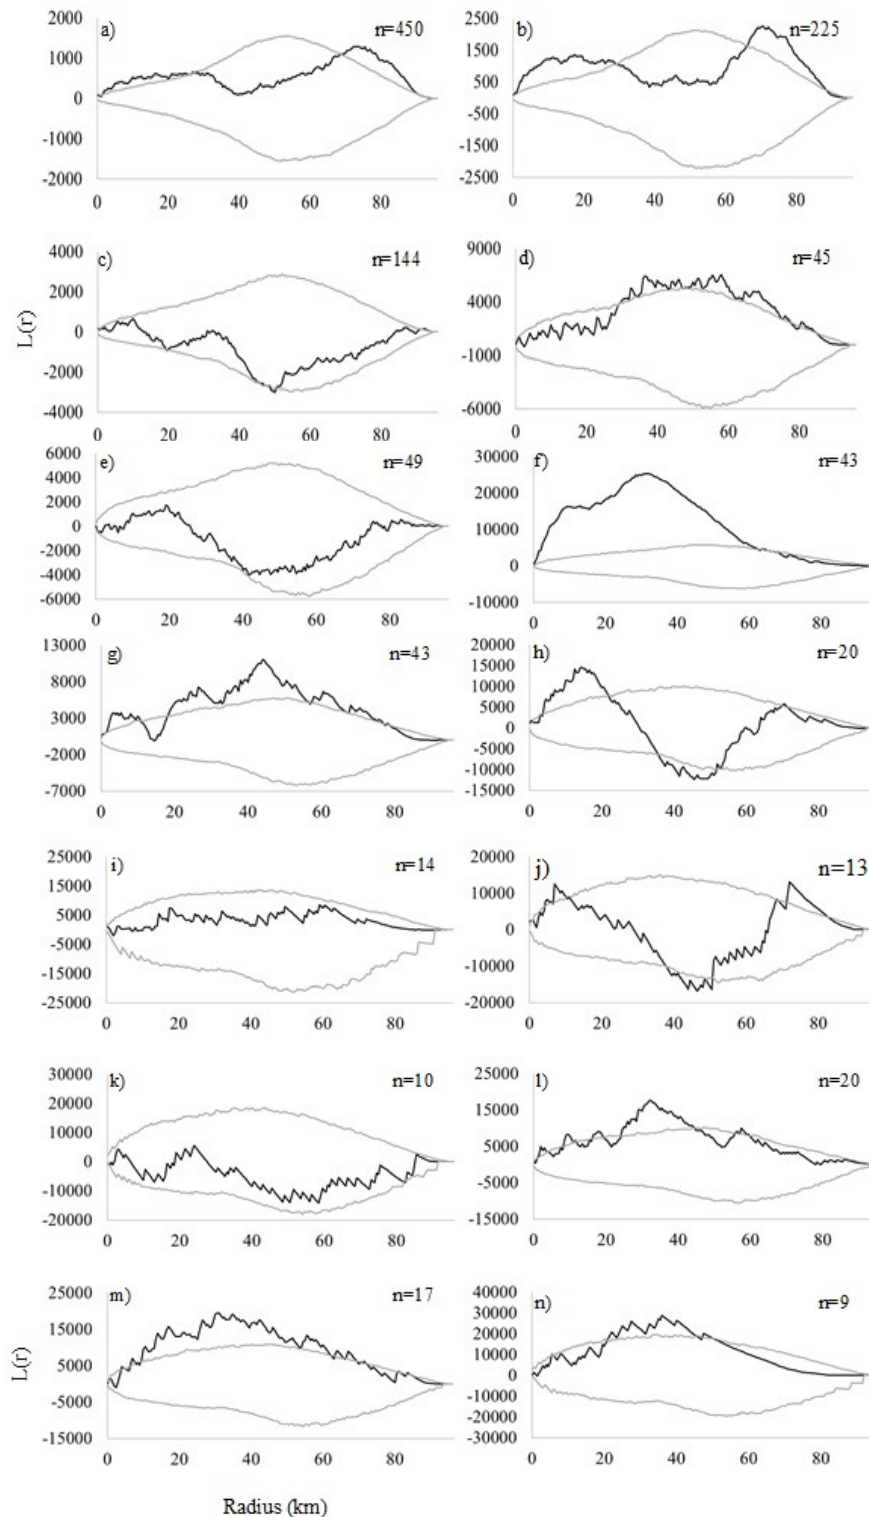 a) n=450
2000
1000
0
-1000
-2000
0 20 40 60 80
b) n=225
2500
1500
500
-500
-1500
-2500
0 20 40 60 80
c) n=144
4000
2000
0
-2000
-4000
0 20 40 60 80
L(r)
d) n=45
9000
4000
-1000
-6000
0 20 40 60 80
e) n=49
6000
4000
2000
0
-2000
-4000
-6000
0 20 40 60 80
f) n=43
30000
20000
10000
0
-10000
0 20 40 60 80
g) n=43
13000
8000
3000
-2000
-7000
0 20 40 60 80
h) n=20
20000
15000
10000
5000
0
-5000
-10000
-15000
0 20 40 60 80
i) n=14
25000
15000
5000
-5000
-15000
-25000
0 20 40 60 80
j) n=13
20000
10000
0
-10000
-20000
0 20 40 60 80
k) n=10
30000
20000
10000
0
-10000
-20000
0 20 40 60 80
l) n=20
25000
15000
5000
-5000
-15000
0 20 40 60 80
m) n=17
25000
15000
5000
-5000
-15000
0 20 40 60 80
L(r)
n) n=9
40000
30000
20000
10000
0
-10000
-20000
-30000
0 20 40 60 80
Radius (km)